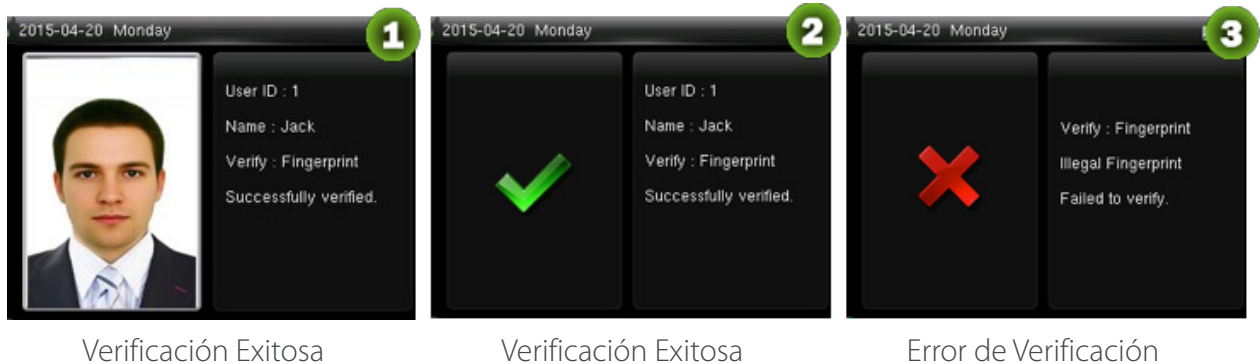 2015-04-20 Monday
1
User ID : 1
Name : Jack
Verify : Fingerprint
Successfully verified.
Verificación Exitosa
2015-04-20 Monday
2
User ID : 1
Name : Jack
Verify : Fingerprint
Successfully verified.
Verificación Exitosa
2015-04-20 Monday
3
Verify : Fingerprint
Illegal Fingerprint
Failed to verify.
Error de Verificación